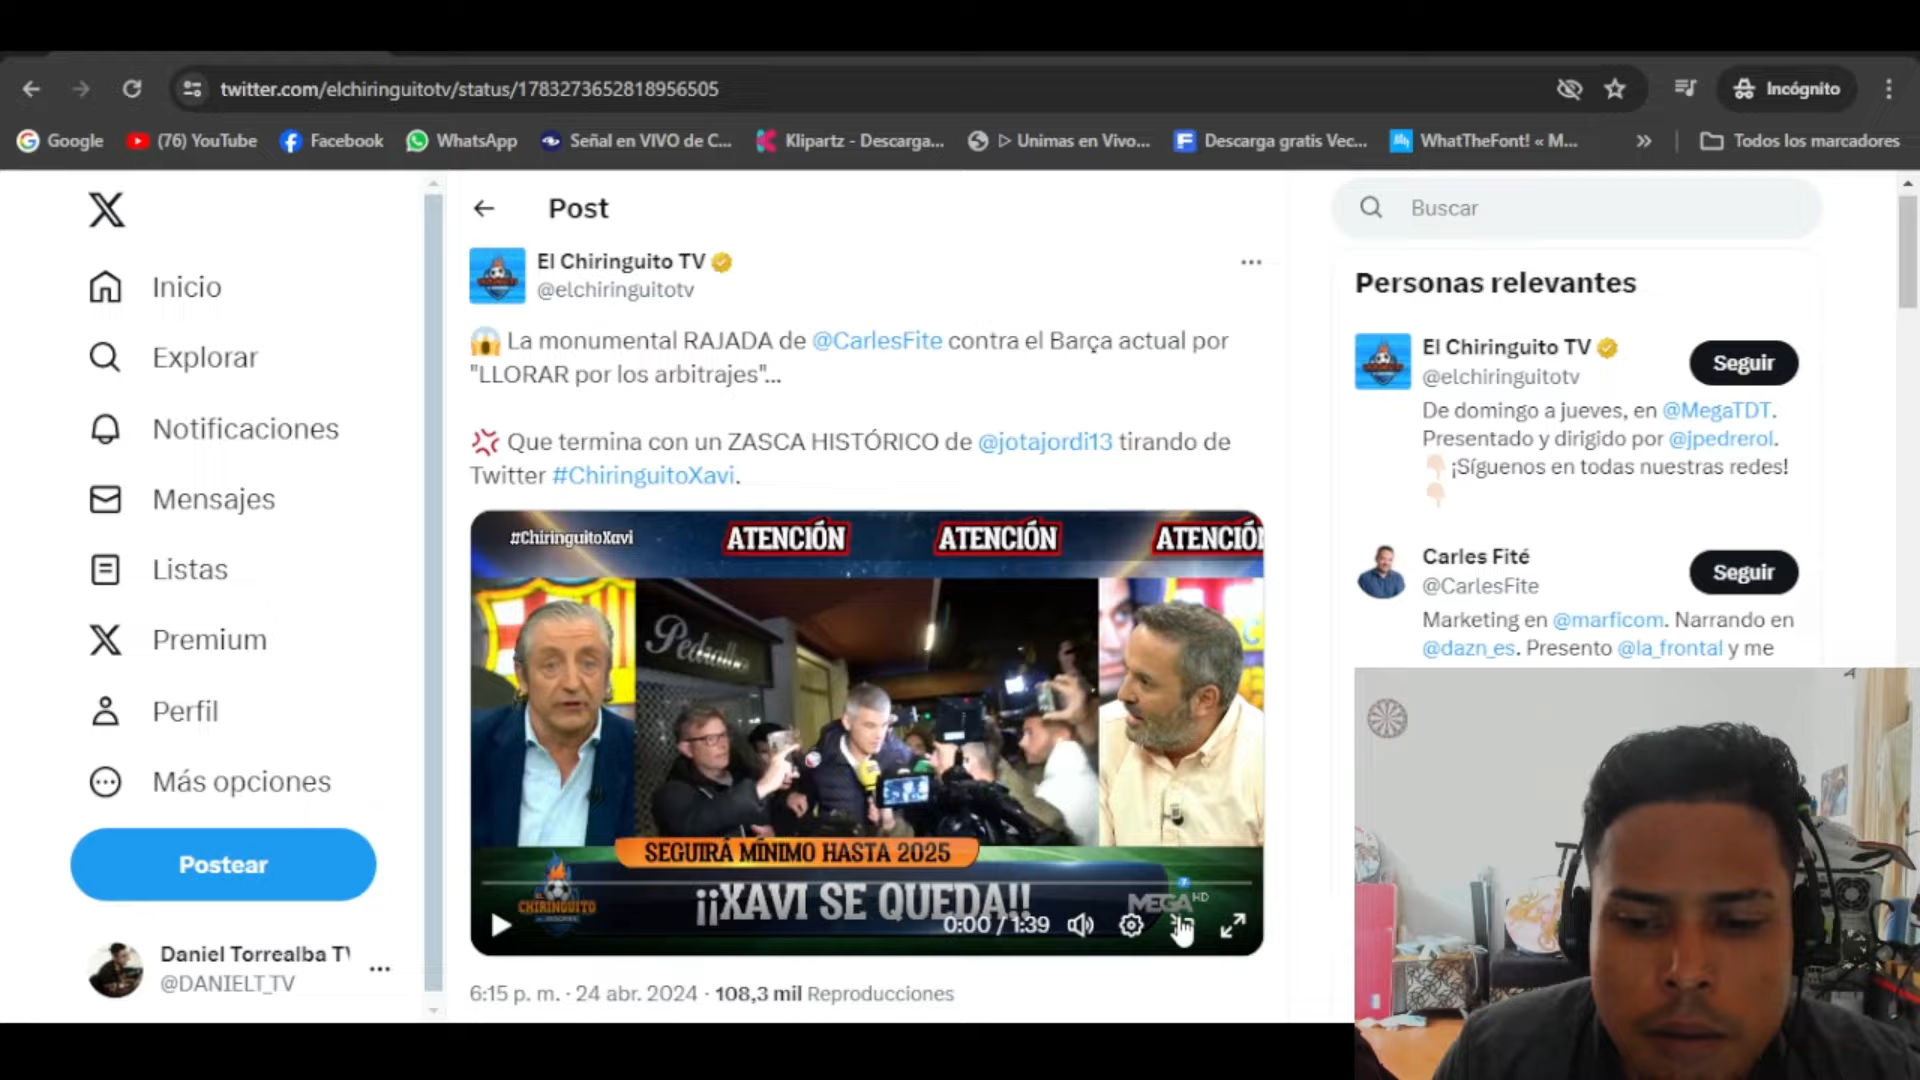 twitter.com/elchiringuitotv/status/1783273652818956505
Incógnito
Google
(76) YouTube
Facebook
WhatsApp
Señal en VIVO de C...
Klipartz - Descarga...
▷ Unimas en Vivo...
Descarga gratis Vec...
WhatTheFont! « M...
»
Todos los marcadores
Inicio
Explorar
Notificaciones
Mensajes
Listas
Premium
Perfil
Más opciones
Postear
Daniel Torrealba TV
@DANIELT_TV
Post
El Chiringuito TV
@elchiringuitotv
😱 La monumental RAJADA de @CarlesFite contra el Barça actual por
"LLORAR por los arbitrajes"...
💢 Que termina con un ZASCA HISTÓRICO de @jotajordi13 tirando de
Twitter #ChiringuitoXavi.
#ChiringuitoXavi
ATENCIÓN
ATENCIÓN
ATENCIÓN
Pedralbes
SEGUIRÁ MÍNIMO HASTA 2025
¡¡XAVI SE QUEDA!!
CHIRINGUITO
MEGA HD
0:00 / 1:39
6:15 p. m. · 24 abr. 2024 · 108,3 mil Reproducciones
Buscar
Personas relevantes
El Chiringuito TV
@elchiringuitotv
Seguir
De domingo a jueves, en @MegaTDT.
Presentado y dirigido por @jpedrerol.
👇🏻 ¡Síguenos en todas nuestras redes!
👇🏻
Carles Fité
@CarlesFite
Seguir
Marketing en @marficom. Narrando en
@dazn_es. Presento @la_frontal y me